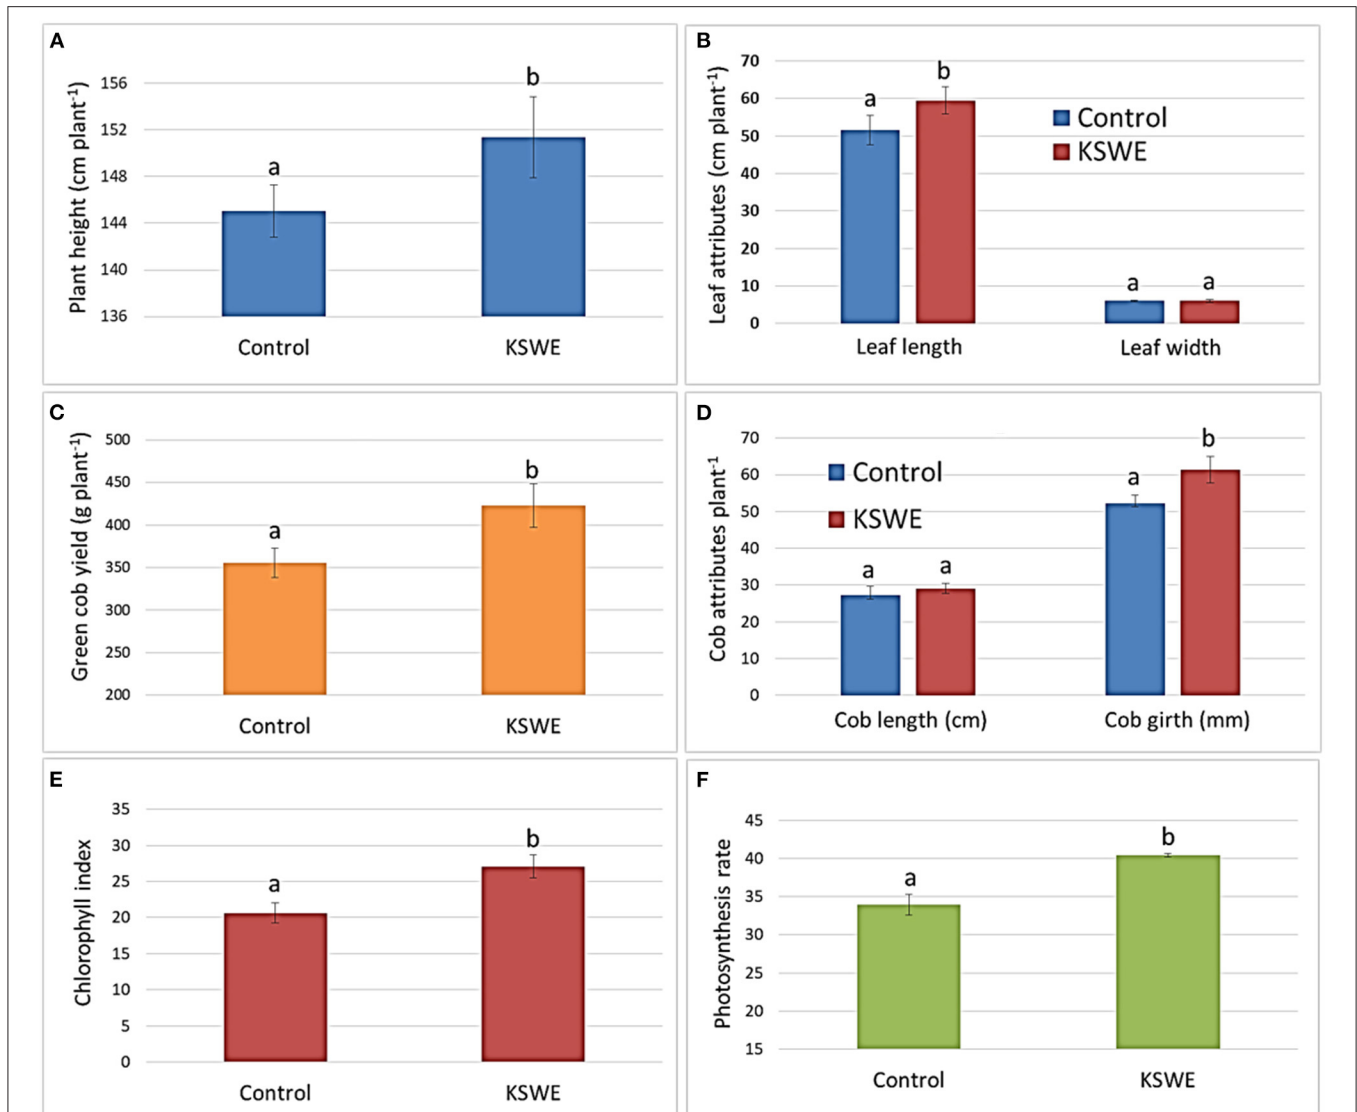 A
Plant height (cm plant-1)
156
152
148
144
140
136
a
b
Control
KSWE
B
Leaf attributes (cm plant-1)
70
60
50
40
30
20
10
0
a
b
a
a
Control
KSWE
Leaf length
Leaf width
C
Green cob yield (g plant-1)
500
450
400
350
300
250
200
a
b
Control
KSWE
D
Cob attributes plant-1
70
60
50
40
30
20
10
0
Control
KSWE
a
a
a
b
Cob length (cm)
Cob girth (mm)
E
Chlorophyll index
35
30
25
20
15
10
5
0
a
b
Control
KSWE
F
Photosynthesis rate
45
40
35
30
25
20
15
a
b
Control
KSWE